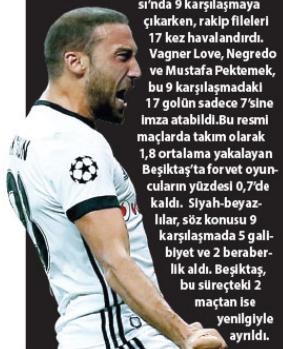 sı'nda 9 karşılaşmaya
çıkarken, rakip fileleri
17 kez havalandırdı.
Vagner Love, Negredo
ve Mustafa Pektemek,
bu 9 karşılaşmadaki
17 golün sadece 7'sine
imza atabildi.Bu resmi
maçlarda takım olarak
1,8 ortalama yakalayan
Beşiktaş'ta forvet oyun-
cuların yüzdesi 0,7'de
kaldı. Siyah-beyaz-
lılar, söz konusu 9
karşılaşmada 5 gali-
biyet ve 2 beraber-
lik aldı. Beşiktaş,
bu süreçteki 2
maçtan ise
yenilgiyle
ayrıldı.